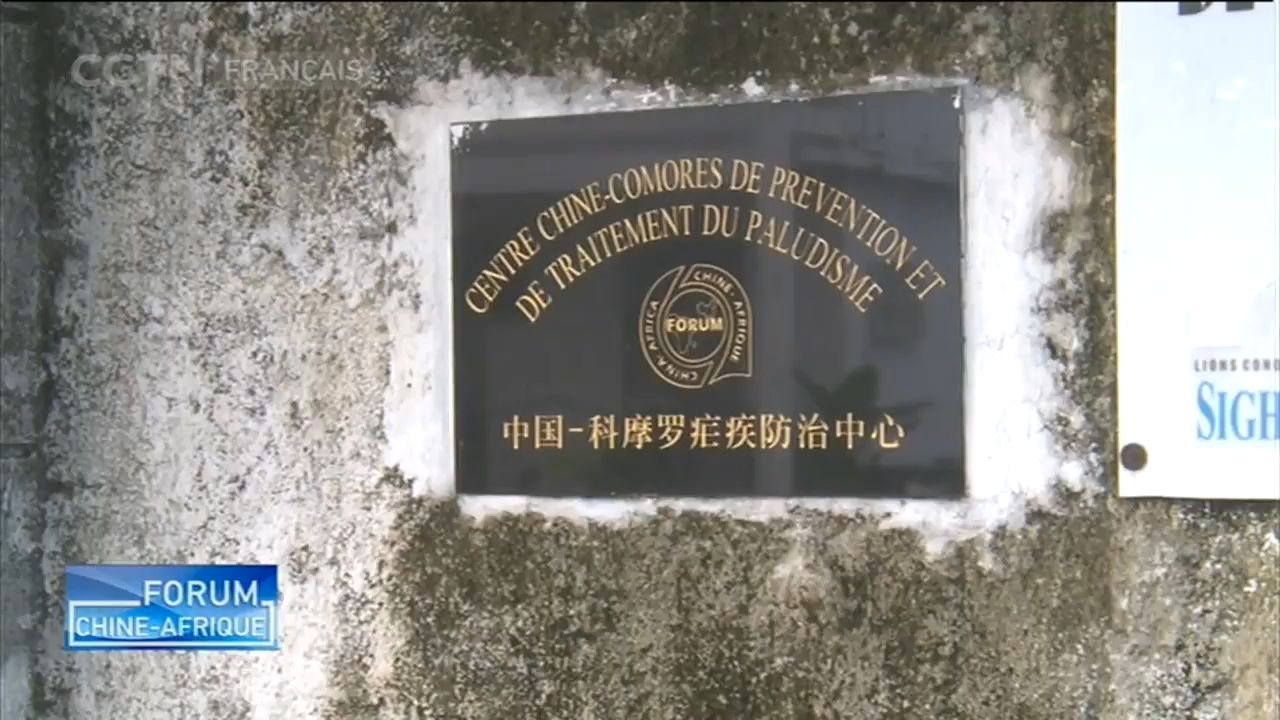 CCTN FRANÇAIS
CENTRE CHINE-COMORES DE PREVENTION ET
DE TRAITEMENT DU PALUDISME
CHINE-AFRIQUE
FORUM
CHINA-AFRICA
中国-科摩罗疟疾防治中心
LIONS
SIGH
FORUM
CHINE-AFRIQUE